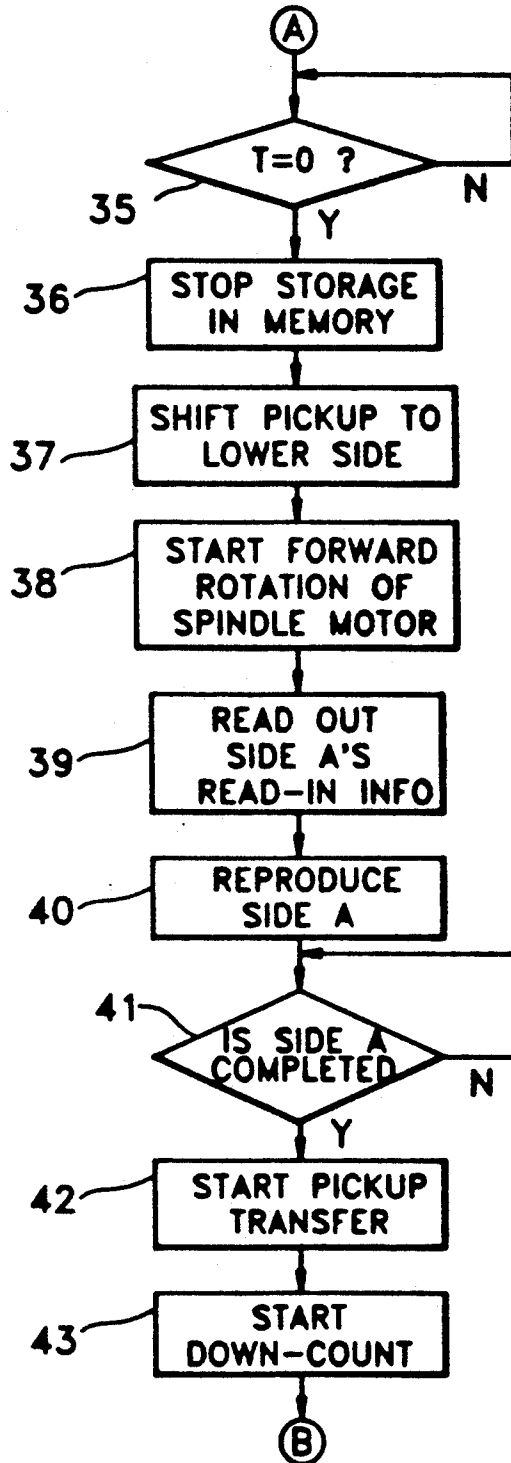 A
T=0 ?
35
N
Y
36
STOP STORAGE
IN MEMORY
37
SHIFT PICKUP TO
LOWER SIDE
38
START FORWARD
ROTATION OF
SPINDLE MOTOR
39
READ OUT
SIDE A'S
READ-IN INFO
40
REPRODUCE
SIDE A
41
IS SIDE A
COMPLETED
N
Y
42
START PICKUP
TRANSFER
43
START
DOWN-COUNT
B